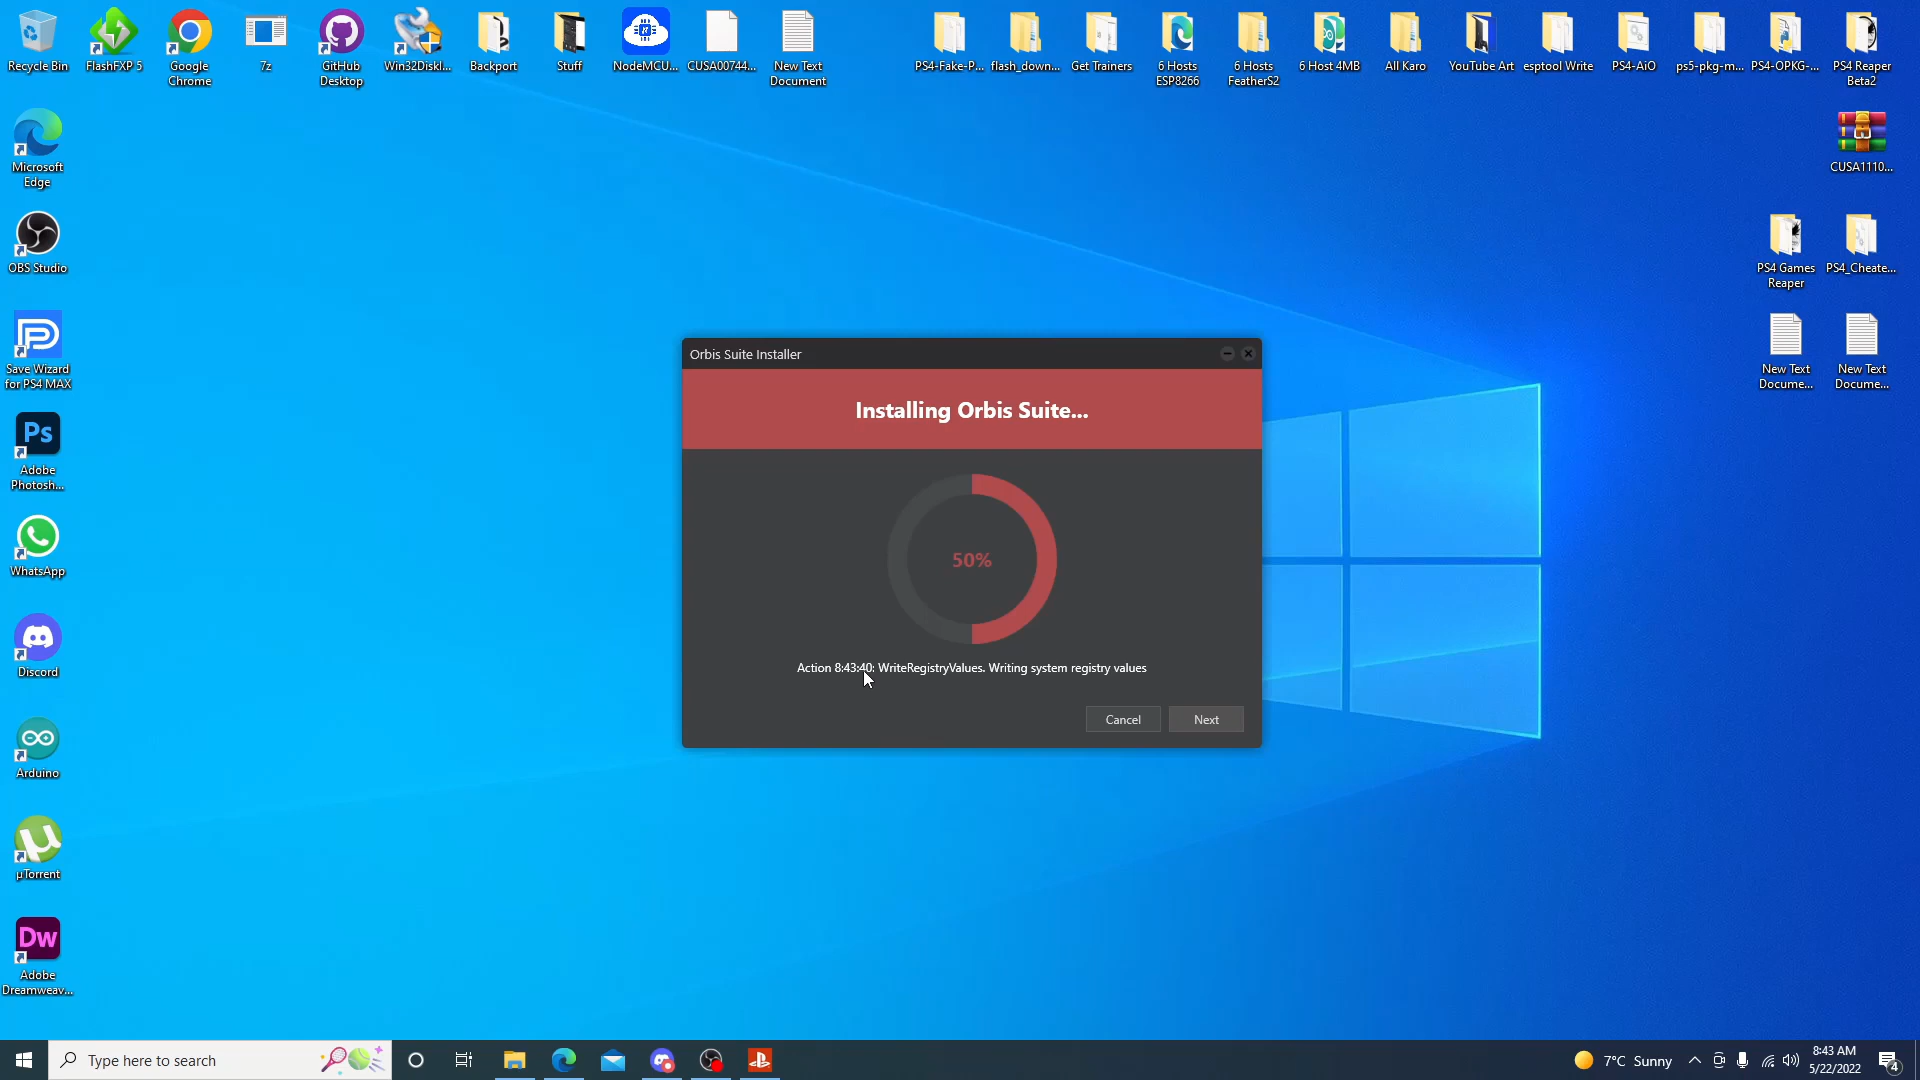 Recycle Bin
FlashFXP 5
Google
Chrome
7z
GitHub
Desktop
Win32DiskI...
Backport
Stuff
NodeMCU...
CUSA00744...
New Text
Document
PS4-Fake-P...
flash_down...
Get Trainers
6 Hosts
ESP8266
6 Hosts
FeatherS2
6 Host 4MB
All Karo
YouTube Art
esptool Write
PS4-AiO
ps5-pkg-m...
PS4-OPKG-...
PS4 Reaper
Beta2
Microsoft
Edge
CUSA1110...
OBS Studio
PS4 Games
Reaper
PS4_Cheate...
Save Wizard
for PS4 MAX
New Text
Docume...
New Text
Docume...
Orbis Suite Installer
Installing Orbis Suite...
50%
Action 8:43:40: WriteRegistryValues. Writing system registry values
Cancel
Next
Ps
Adobe
Photosh...
WhatsApp
Discord
Arduino
µTorrent
Dw
Adobe
Dreamweav...
Type here to search
7°C Sunny
8:43 AM
5/22/2022
4